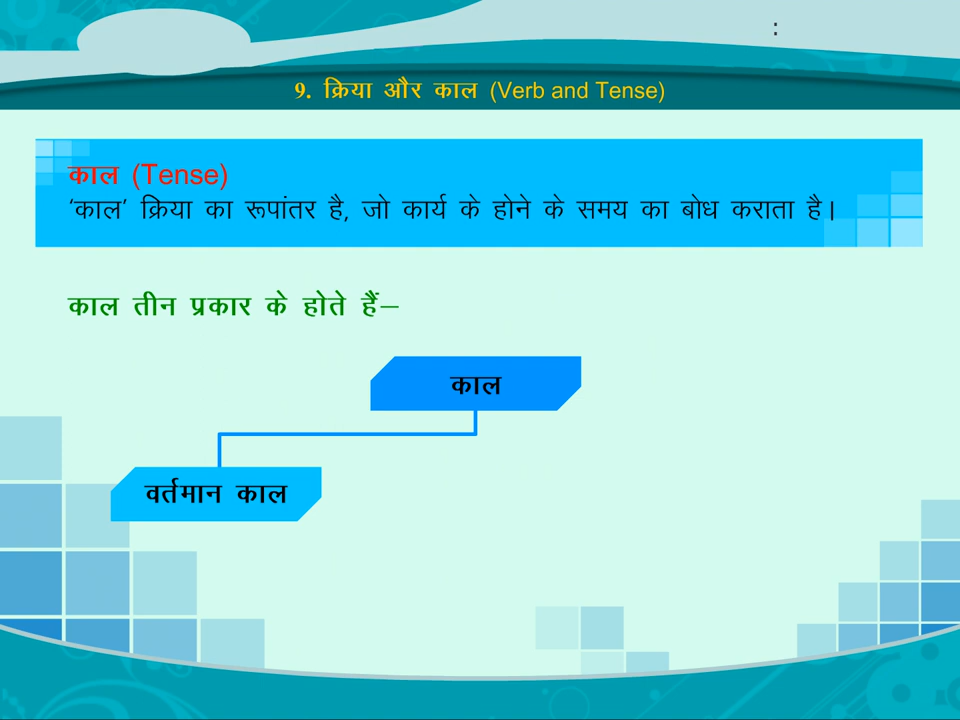 :
9. क्रिया और काल (Verb and Tense)
काल (Tense)
‘काल’ क्रिया का रूपांतर है, जो कार्य के होने के समय का बोध कराता है।
काल तीन प्रकार के होते हैं–
काल
वर्तमान काल